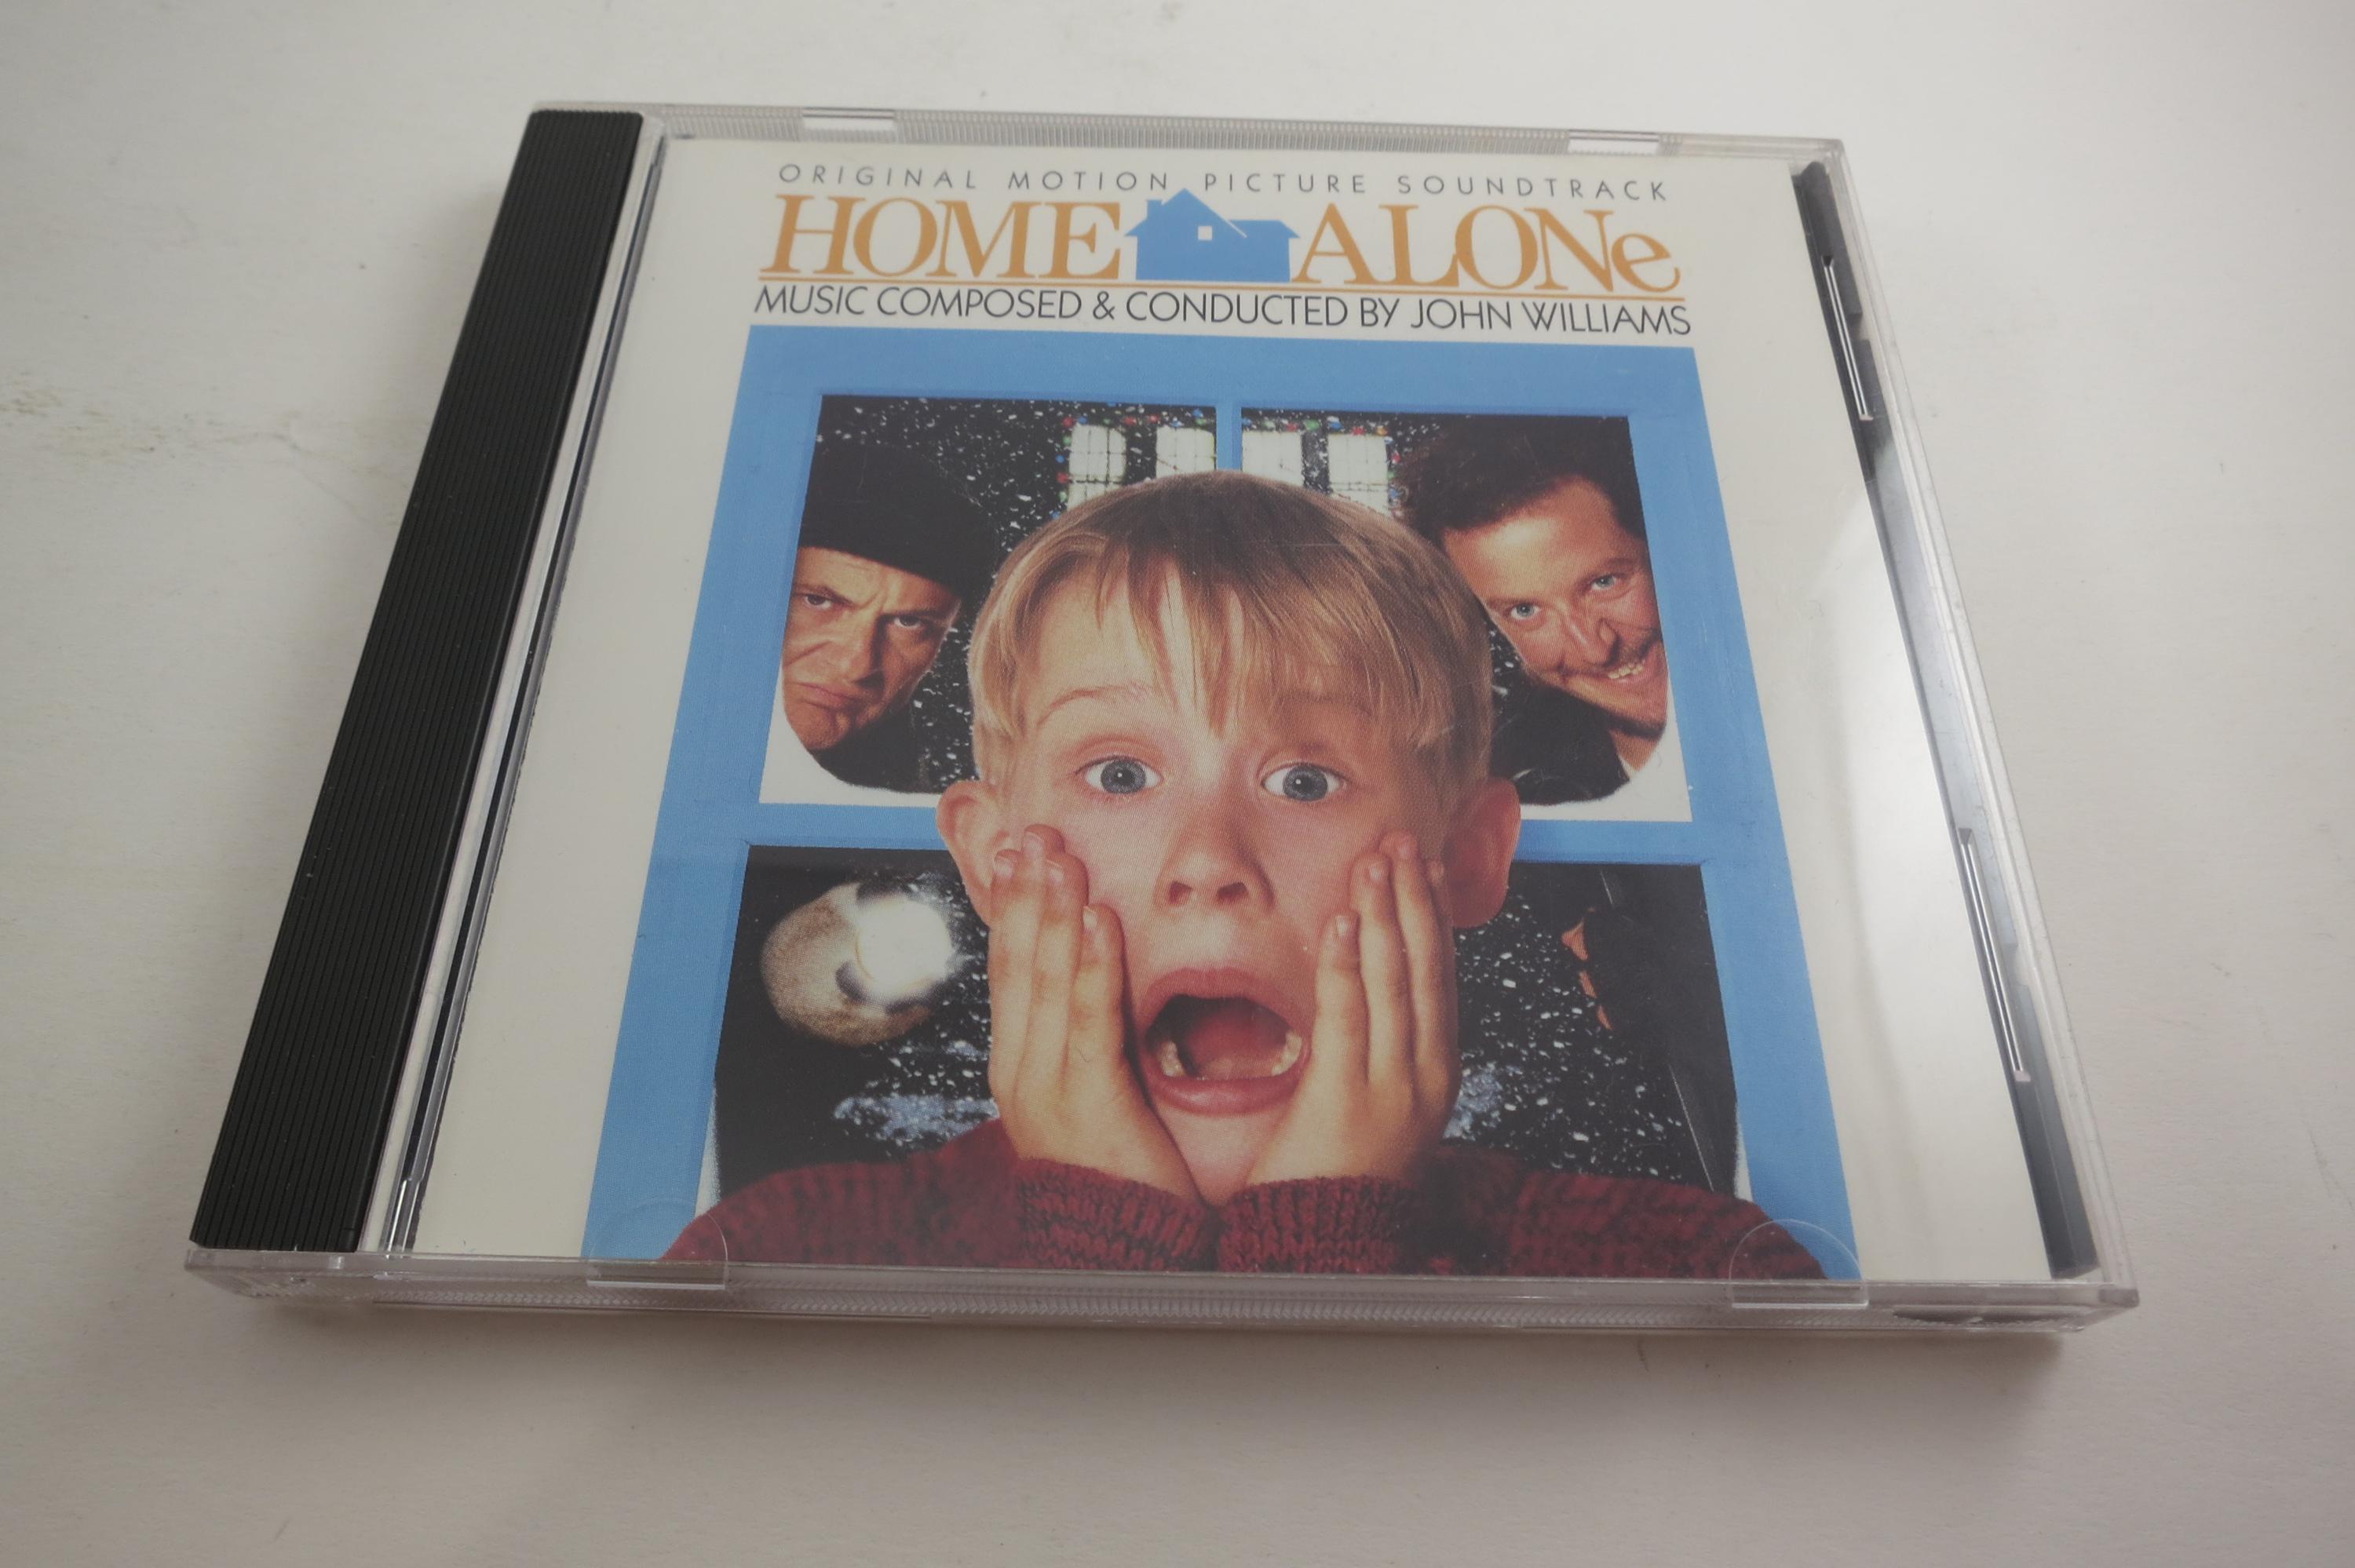 ORIGINAL MOTION PICTURE SOUNDTRACK
HOME ALONe
MUSIC COMPOSED & CONDUCTED BY JOHN WILLIAMS